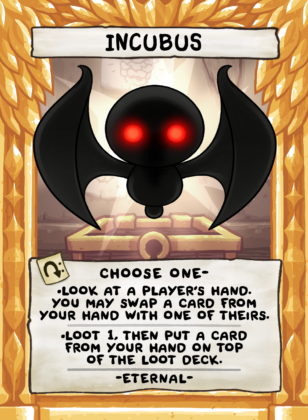 INCUBUS
CHOOSE ONE-
•LOOK AT A PLAYER'S HAND.
YOU MAY SWAP A CARD FROM
YOUR HAND WITH ONE OF THEIRS.
•LOOT 1, THEN PUT A CARD
FROM YOUR HAND ON TOP
OF THE LOOT DECK.
-ETERNAL-